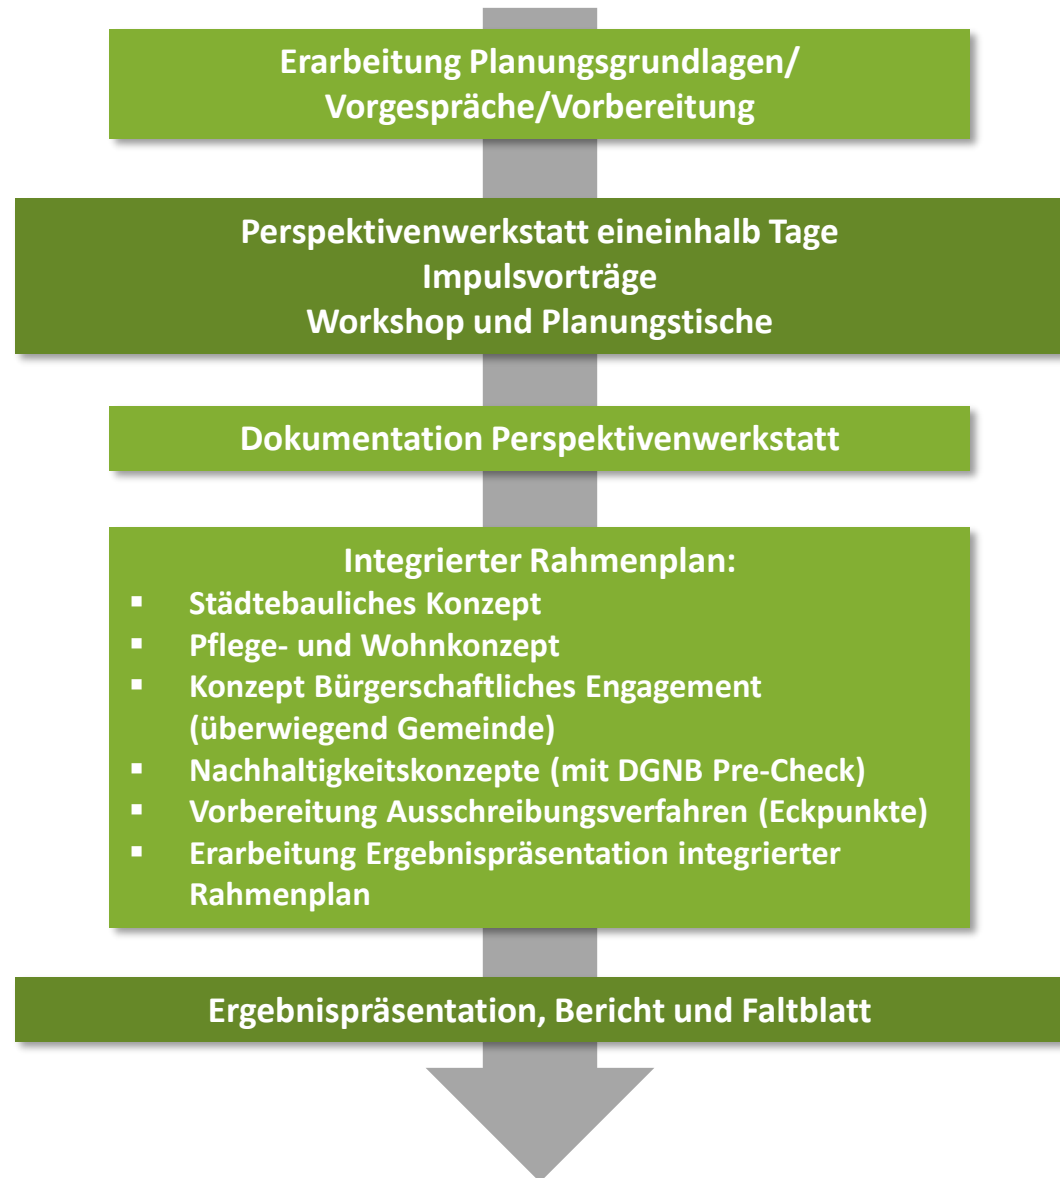 Erarbeitung Planungsgrundlagen/
Vorgespräche/Vorbereitung
Perspektivenwerkstatt eineinhalb Tage
Impulsvorträge
Workshop und Planungstische
Dokumentation Perspektivenwerkstatt
Integrierter Rahmenplan:
▪ Städtebauliches Konzept
▪ Pflege- und Wohnkonzept
▪ Konzept Bürgerschaftliches Engagement
(überwiegend Gemeinde)
▪ Nachhaltigkeitskonzepte (mit DGNB Pre-Check)
▪ Vorbereitung Ausschreibungsverfahren (Eckpunkte)
▪ Erarbeitung Ergebnispräsentation integrierter
Rahmenplan
Ergebnispräsentation, Bericht und Faltblatt